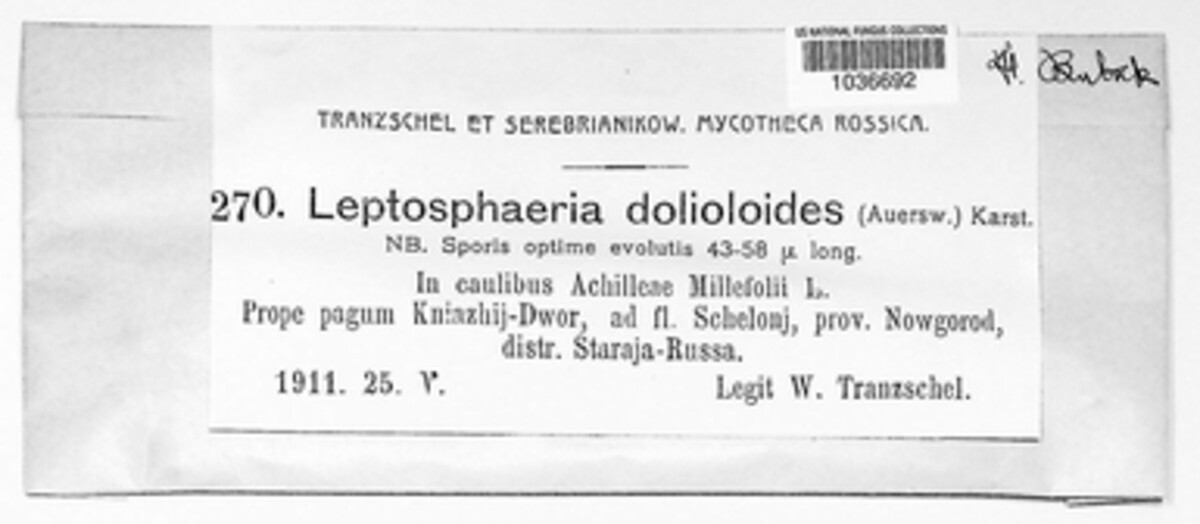 US NATIONAL FUNGUS COLLECTIONS
1036692
TRANZSCHEL ET SEREBRIANIKOW. MYCOTHECA ROSSICA.
270. Leptosphaeria dolioloides (Auersw.) Karst.
NB. Sporis optime evolutis 43-58 µ long.
In caulibus Achilleae Millefolii L.
Prope pagum Kniazhij-Dwor, ad fl. Schelonj, prov. Nowgorod,
distr. Staraja-Russa.
1911. 25. V.
Legit W. Tranzschel.